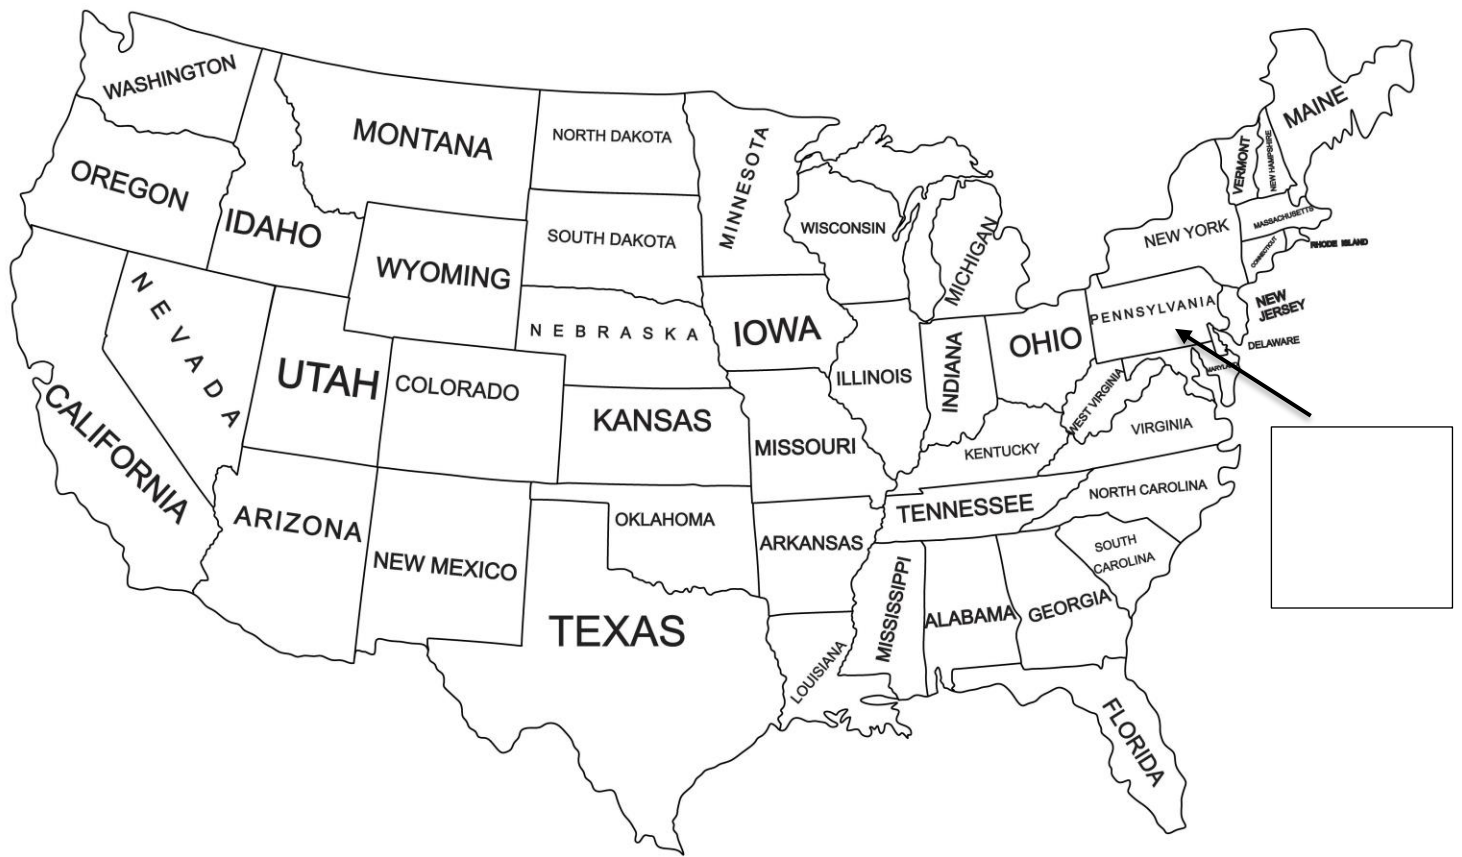 WASHINGTON
OREGON
IDAHO
MONTANA
NORTH DAKOTA
MINNESOTA
SOUTH DAKOTA
WYOMING
WISCONSIN
MICHIGAN
NEW YORK
VERMONT
NEW HAMPSHIRE
MAINE
MASSACHUSETTS
RHODE ISLAND
CONNECTICUT
NEVADA
UTAH
COLORADO
NEBRASKA
IOWA
ILLINOIS
INDIANA
OHIO
PENNSYLVANIA
NEW
JERSEY
DELAWARE
MARYLAND
CALIFORNIA
KANSAS
MISSOURI
KENTUCKY
WEST VIRGINIA
VIRGINIA
ARIZONA
NEW MEXICO
OKLAHOMA
ARKANSAS
TENNESSEE
NORTH CAROLINA
SOUTH
CAROLINA
TEXAS
LOUISIANA
MISSISSIPPI
ALABAMA
GEORGIA
FLORIDA